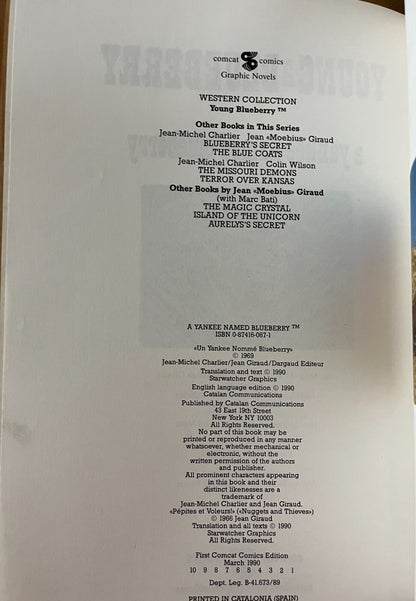 comcat comics
Graphic Novels
WESTERN COLLECTION
Young Blueberry ™
Other Books in This Series
Jean-Michel Charlier Jean «Moebius» Giraud
BLUEBERRY'S SECRET
THE BLUE COATS
Jean-Michel Charlier Colin Wilson
THE MISSOURI DEMONS
TERROR OVER KANSAS
Other Books by Jean «Moebius» Giraud
(with Marc Bati)
THE MAGIC CRYSTAL
ISLAND OF THE UNICORN
AURELYS'S SECRET
A YANKEE NAMED BLUEBERRY ™
ISBN 0-87416-087-1
«Un Yankee Nommé Blueberry»
© 1969
Jean-Michel Charlier/Jean Giraud/Dargaud Editeur
Translation and text © 1990
Starwatcher Graphics
English language edition © 1990
Catalan Communications
Published by Catalan Communications
43 East 19th Street
New York NY 10003
All Rights Reserved.
No part of this book may be
printed or reproduced in any manner
whatsoever, whether mechanical or
electronic, without the
written permission of the authors
and publisher.
All prominent characters appearing
in this book and their
distinct likenesses are a
trademark of
Jean-Michel Charlier and Jean Giraud.
«Pépites et Voleurs!» («Nuggets and Thieves»)
© 1966 Jean Giraud
Translation and all texts © 1990
Starwatcher Graphics
First Comcat Comics Edition
March 1990
10 9 8 7 6 5 4 3 2 1
Dept. Leg. B-41.673/89
PRINTED IN CATALONIA (SPAIN)